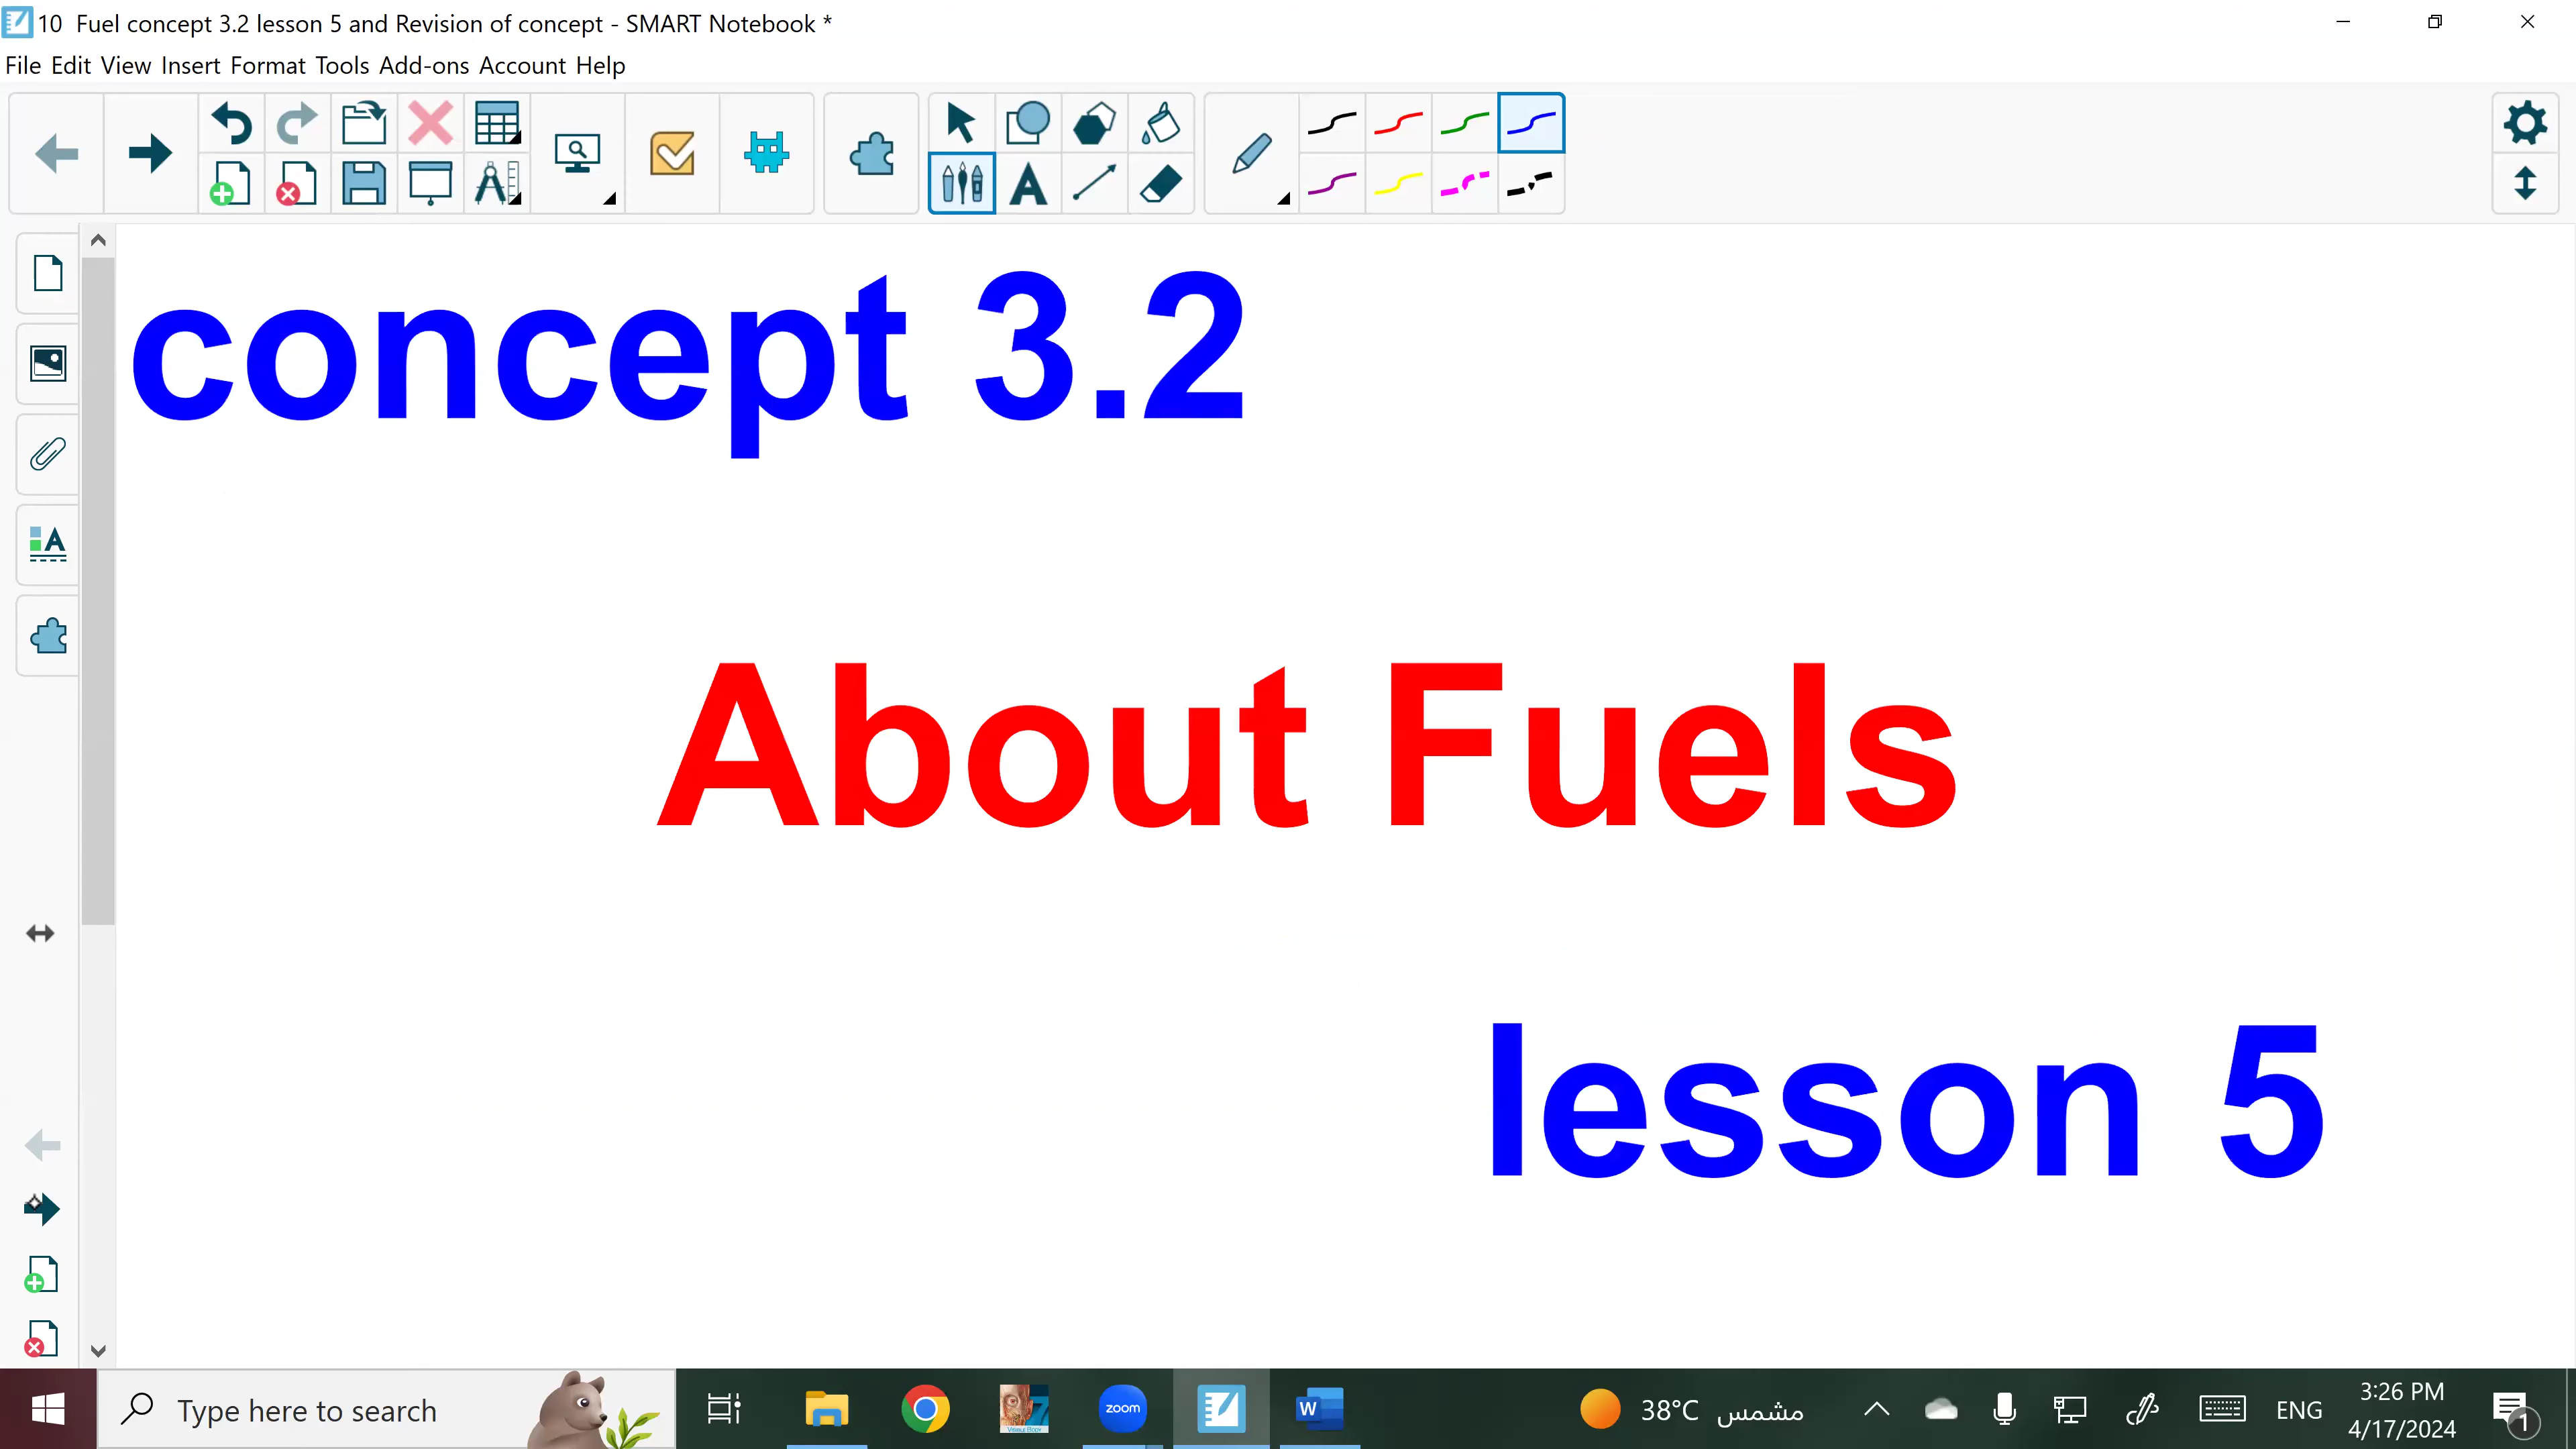 10 Fuel concept 3.2 lesson 5 and Revision of concept - SMART Notebook *
File Edit View Insert Format Tools Add-ons Account Help
concept 3.2
About Fuels
lesson 5
Type here to search
zoom
W
38°C مشمس
ENG
3:26 PM
4/17/2024
1